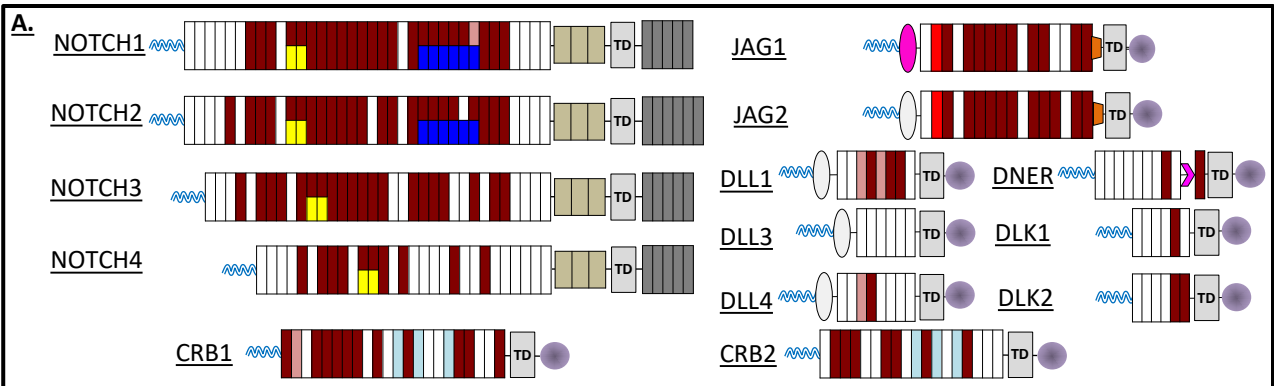 A.
NOTCH1 TD
JAG1 TD
NOTCH2 TD
JAG2 TD
NOTCH3 TD
DLL1 TD
DNER TD
DLL3 TD
DLK1 TD
NOTCH4 TD
DLL4 TD
DLK2 TD
CRB1 TD
CRB2 TD